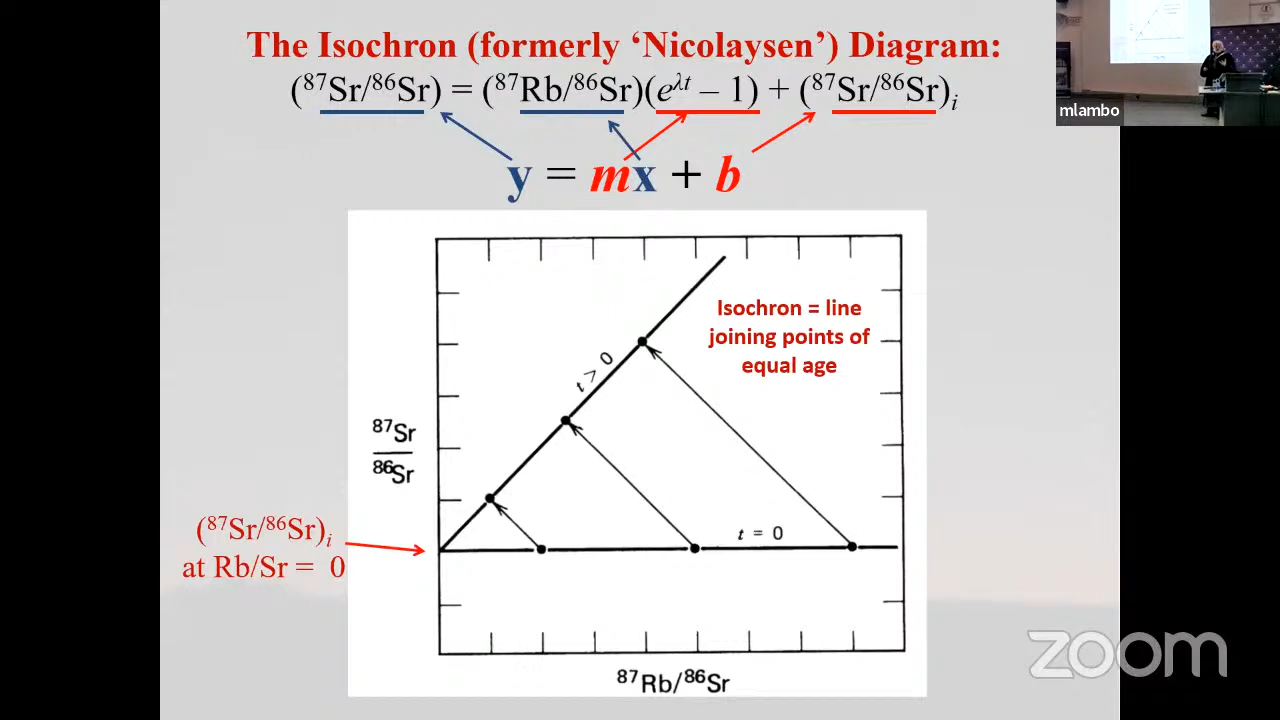 The Isochron (formerly ‘Nicolaysen’) Diagram:
(⁸⁷Sr/⁸⁶Sr) = (⁸⁷Rb/⁸⁶Sr)(e^λt – 1) + (⁸⁷Sr/⁸⁶Sr)ᵢ
mlambo
y = mx + b
Isochron = line
joining points of
equal age
t > 0
⁸⁷Sr
⁸⁶Sr
t = 0
(⁸⁷Sr/⁸⁶Sr)ᵢ
at Rb/Sr = 0
zoom
⁸⁷Rb/⁸⁶Sr